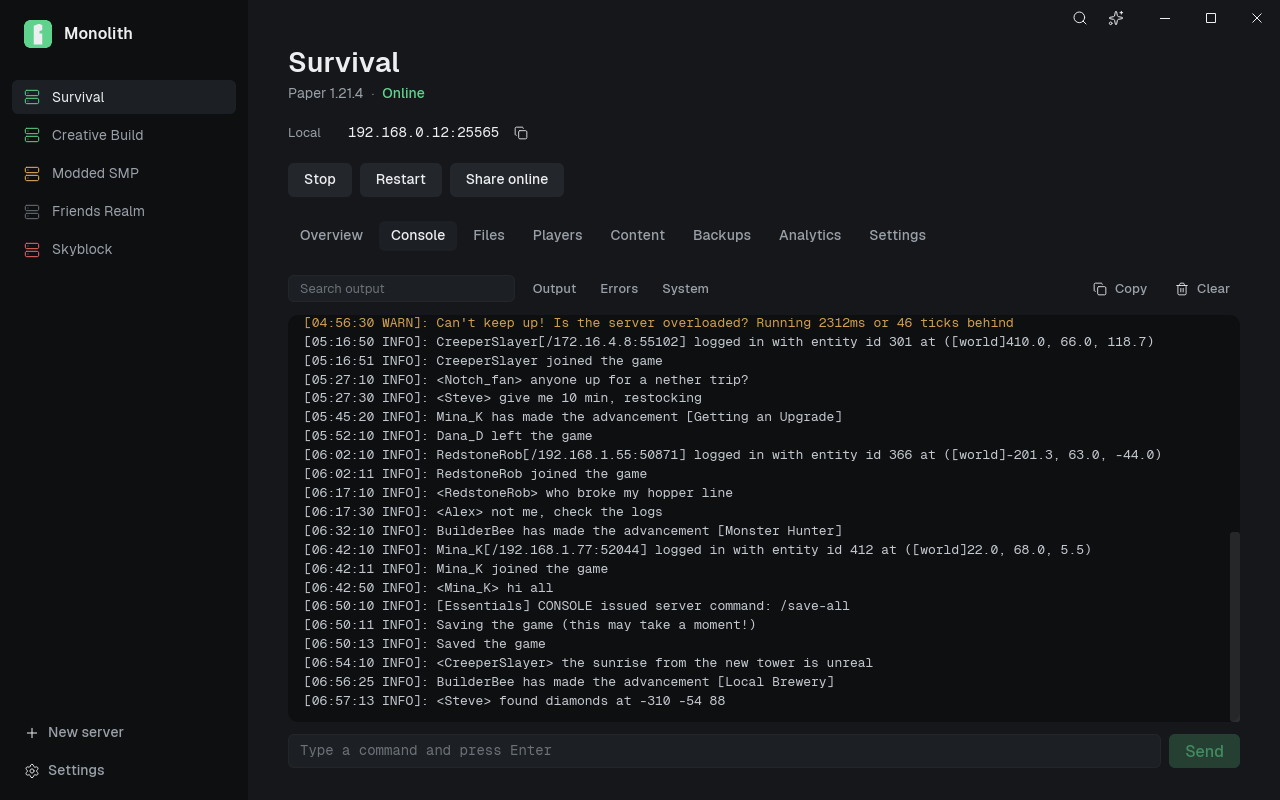 Monolith
Survival
Creative Build
Modded SMP
Friends Realm
Skyblock
New server
Settings
Survival
Paper 1.21.4 · Online
Local 192.168.0.12:25565
Stop Restart Share online
Overview Console Files Players Content Backups Analytics Settings
Search output Output Errors System Copy Clear
[04:56:30 WARN]: Can't keep up! Is the server overloaded? Running 2312ms or 46 ticks behind
[05:16:50 INFO]: CreeperSlayer[/172.16.4.8:55102] logged in with entity id 301 at ([world]410.0, 66.0, 118.7)
[05:16:51 INFO]: CreeperSlayer joined the game
[05:27:10 INFO]: <Notch_fan> anyone up for a nether trip?
[05:27:30 INFO]: <Steve> give me 10 min, restocking
[05:45:20 INFO]: Mina_K has made the advancement [Getting an Upgrade]
[05:52:10 INFO]: Dana_D left the game
[06:02:10 INFO]: RedstoneRob[/192.168.1.55:50871] logged in with entity id 366 at ([world]-201.3, 63.0, -44.0)
[06:02:11 INFO]: RedstoneRob joined the game
[06:17:10 INFO]: <RedstoneRob> who broke my hopper line
[06:17:30 INFO]: <Alex> not me, check the logs
[06:32:10 INFO]: BuilderBee has made the advancement [Monster Hunter]
[06:42:10 INFO]: Mina_K[/192.168.1.77:52044] logged in with entity id 412 at ([world]22.0, 68.0, 5.5)
[06:42:11 INFO]: Mina_K joined the game
[06:42:50 INFO]: <Mina_K> hi all
[06:50:10 INFO]: [Essentials] CONSOLE issued server command: /save-all
[06:50:11 INFO]: Saving the game (this may take a moment!)
[06:50:13 INFO]: Saved the game
[06:54:10 INFO]: <CreeperSlayer> the sunrise from the new tower is unreal
[06:56:25 INFO]: BuilderBee has made the advancement [Local Brewery]
[06:57:13 INFO]: <Steve> found diamonds at -310 -54 88
Type a command and press Enter Send